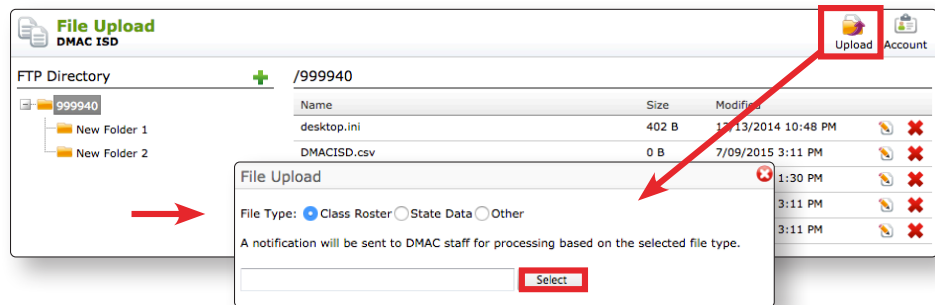 File Upload
DMAC ISD
Upload Account
FTP Directory
/999940
999940
New Folder 1
New Folder 2
Name Size Modified
desktop.ini 402 B 12/13/2014 10:48 PM
DMACISD.csv 0 B 7/09/2015 3:11 PM
1:30 PM
3:11 PM
3:11 PM
File Upload
File Type: Class Roster State Data Other
A notification will be sent to DMAC staff for processing based on the selected file type.
Select